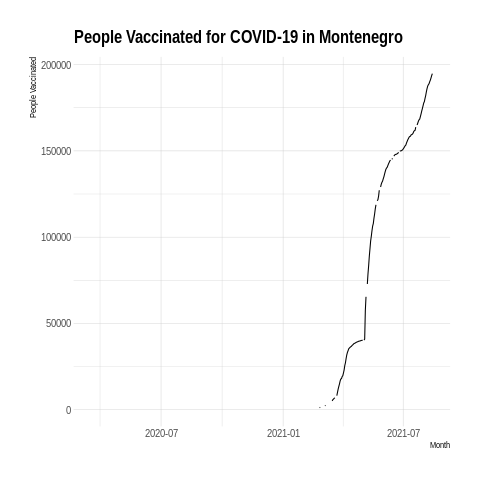 People Vaccinated for COVID-19 in Montenegro
People Vaccinated
200000
150000
100000
50000
0
2020-07 2021-01 2021-07
Month